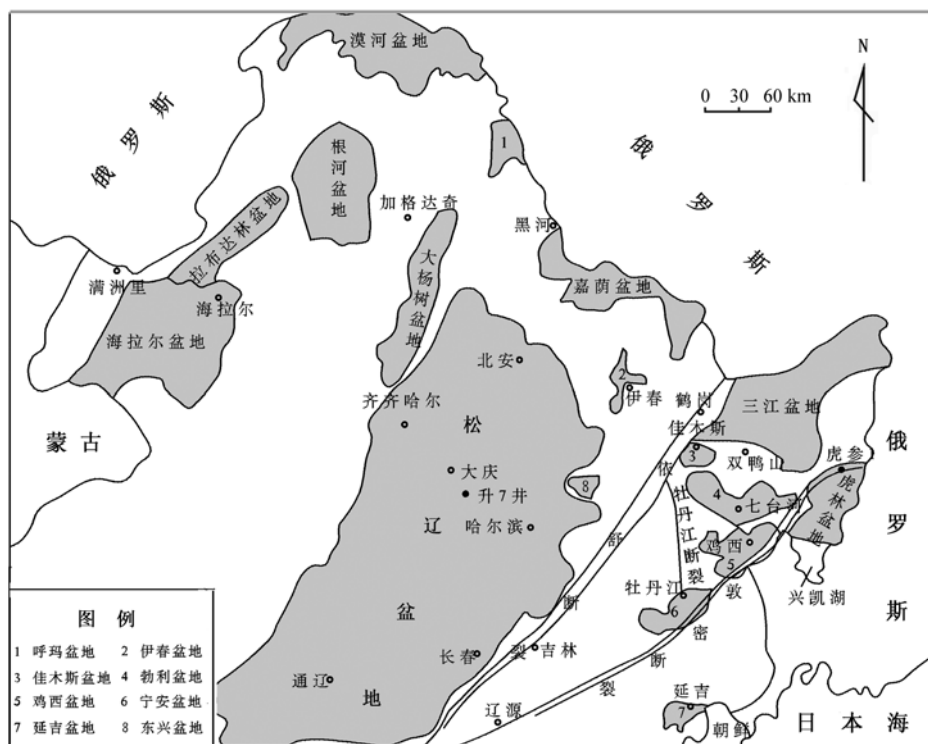 漠河盆地
N
0 30 60 km
俄罗斯
俄罗斯
1
根河盆地
加格达奇
黑河
拉布达林盆地
大杨树盆地
满洲里
海拉尔
嘉荫盆地
海拉尔盆地
北安
2
伊春
鹤岗
三江盆地
齐齐哈尔
佳木斯
蒙古
松辽盆地
3
双鸭山
虎参
俄罗斯
大庆
依舒断裂
升7井
8
4
七台河
虎林盆地
哈尔滨
牡丹江断裂
鸡西
5
兴凯湖
牡丹江
敦密断裂
6
长春
吉林
通辽
延吉
辽源
7
朝鲜
日本海
图例
1 呼玛盆地 2 伊春盆地
3 佳木斯盆地 4 勃利盆地
5 鸡西盆地 6 宁安盆地
7 延吉盆地 8 东兴盆地